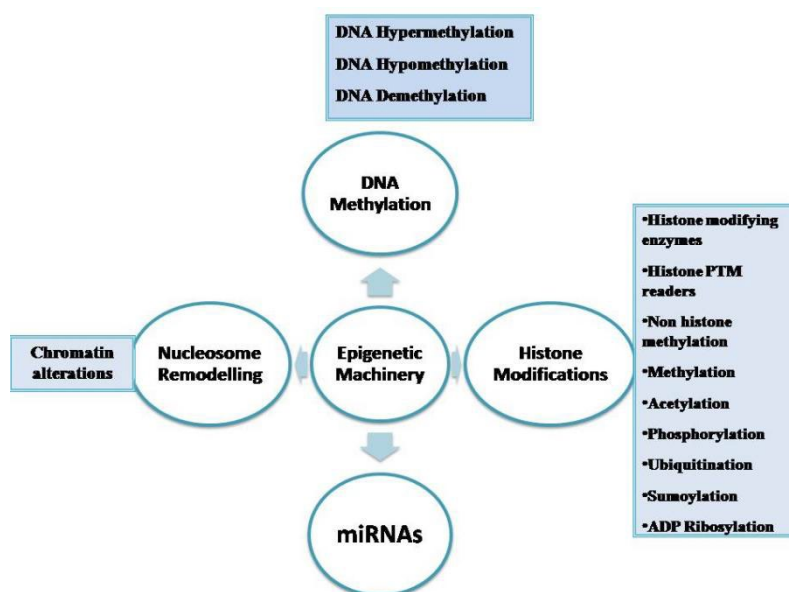 DNA Hypermethylation
DNA Hypomethylation
DNA Demethylation
DNA
Methylation
•Histone modifying
enzymes
•Histone PTM
readers
•Non histone
methylation
•Methylation
•Acetylation
•Phosphorylation
•Ubiquitination
•Sumoylation
•ADP Ribosylation
Chromatin
alterations
Nucleosome
Remodelling
Epigenetic
Machinery
Histone
Modifications
miRNAs